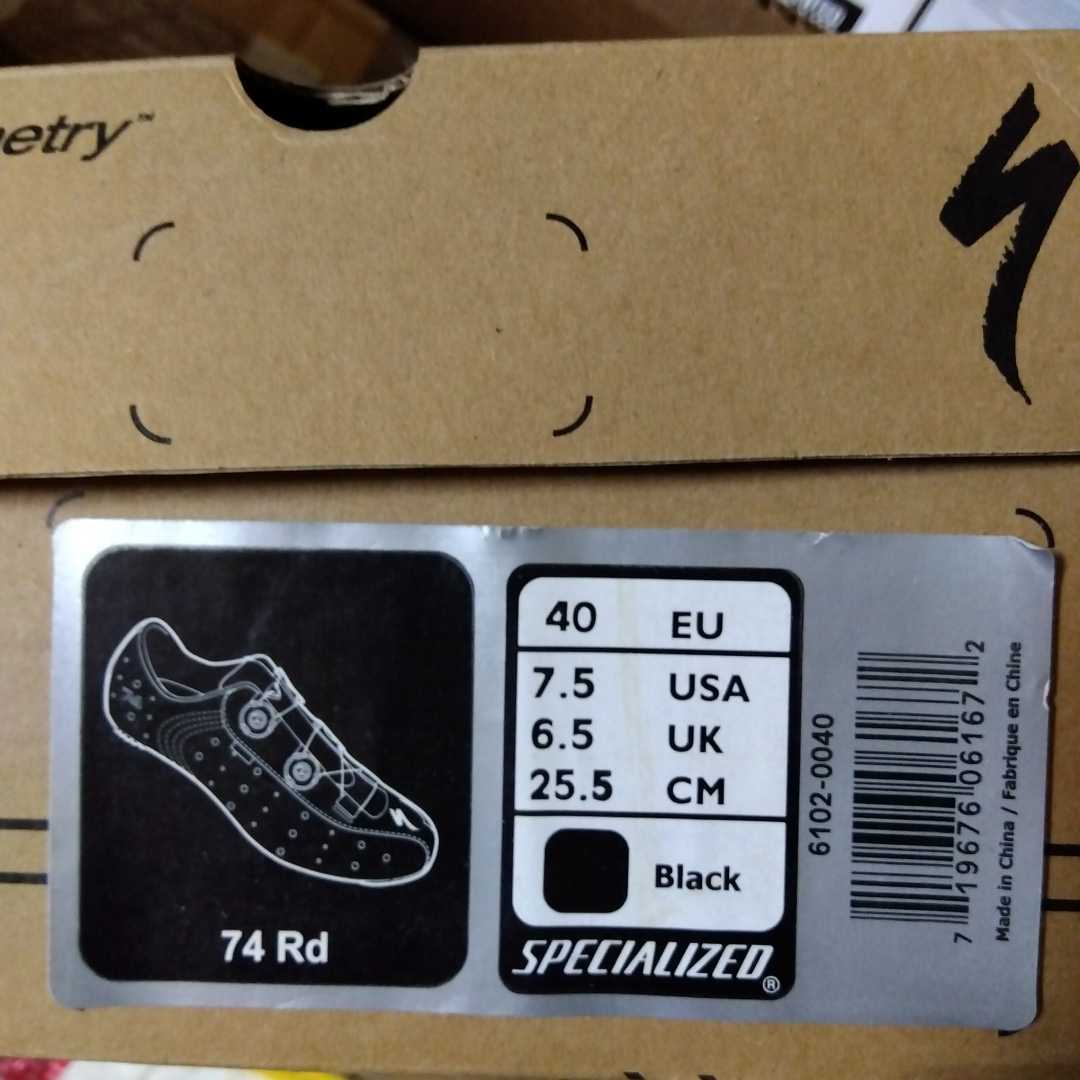 etry™
40 EU
7.5 USA
6.5 UK
25.5 CM
Black
SPECIALIZED®
74 Rd
6102-0040
7 19676 06167 2
Made in China / Fabrique en Chine